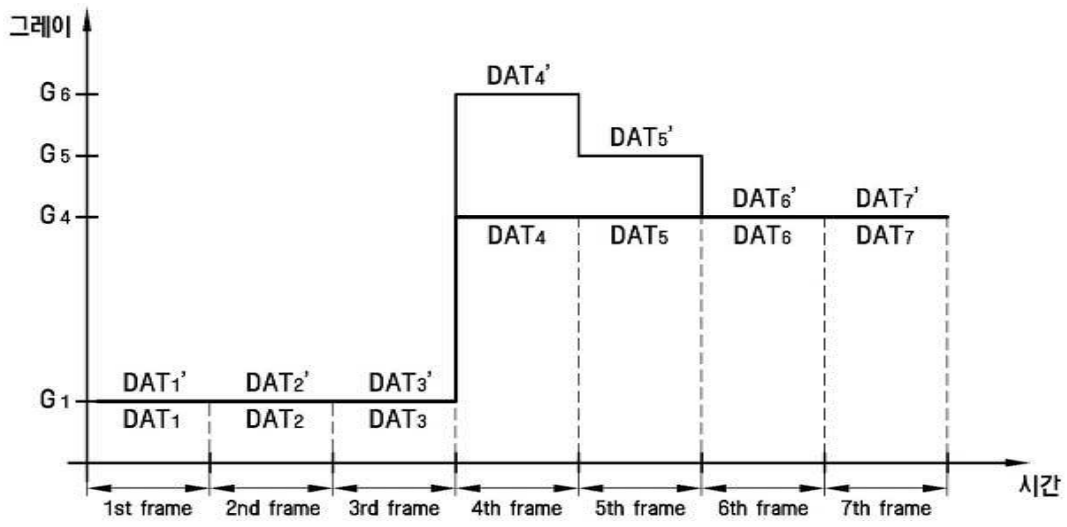 그레이
G6
DAT4'
G5
DAT5'
G4
DAT6' DAT7'
DAT4 DAT5 DAT6 DAT7
G1
DAT1' DAT2' DAT3'
DAT1 DAT2 DAT3
1st frame 2nd frame 3rd frame 4th frame 5th frame 6th frame 7th frame
시간